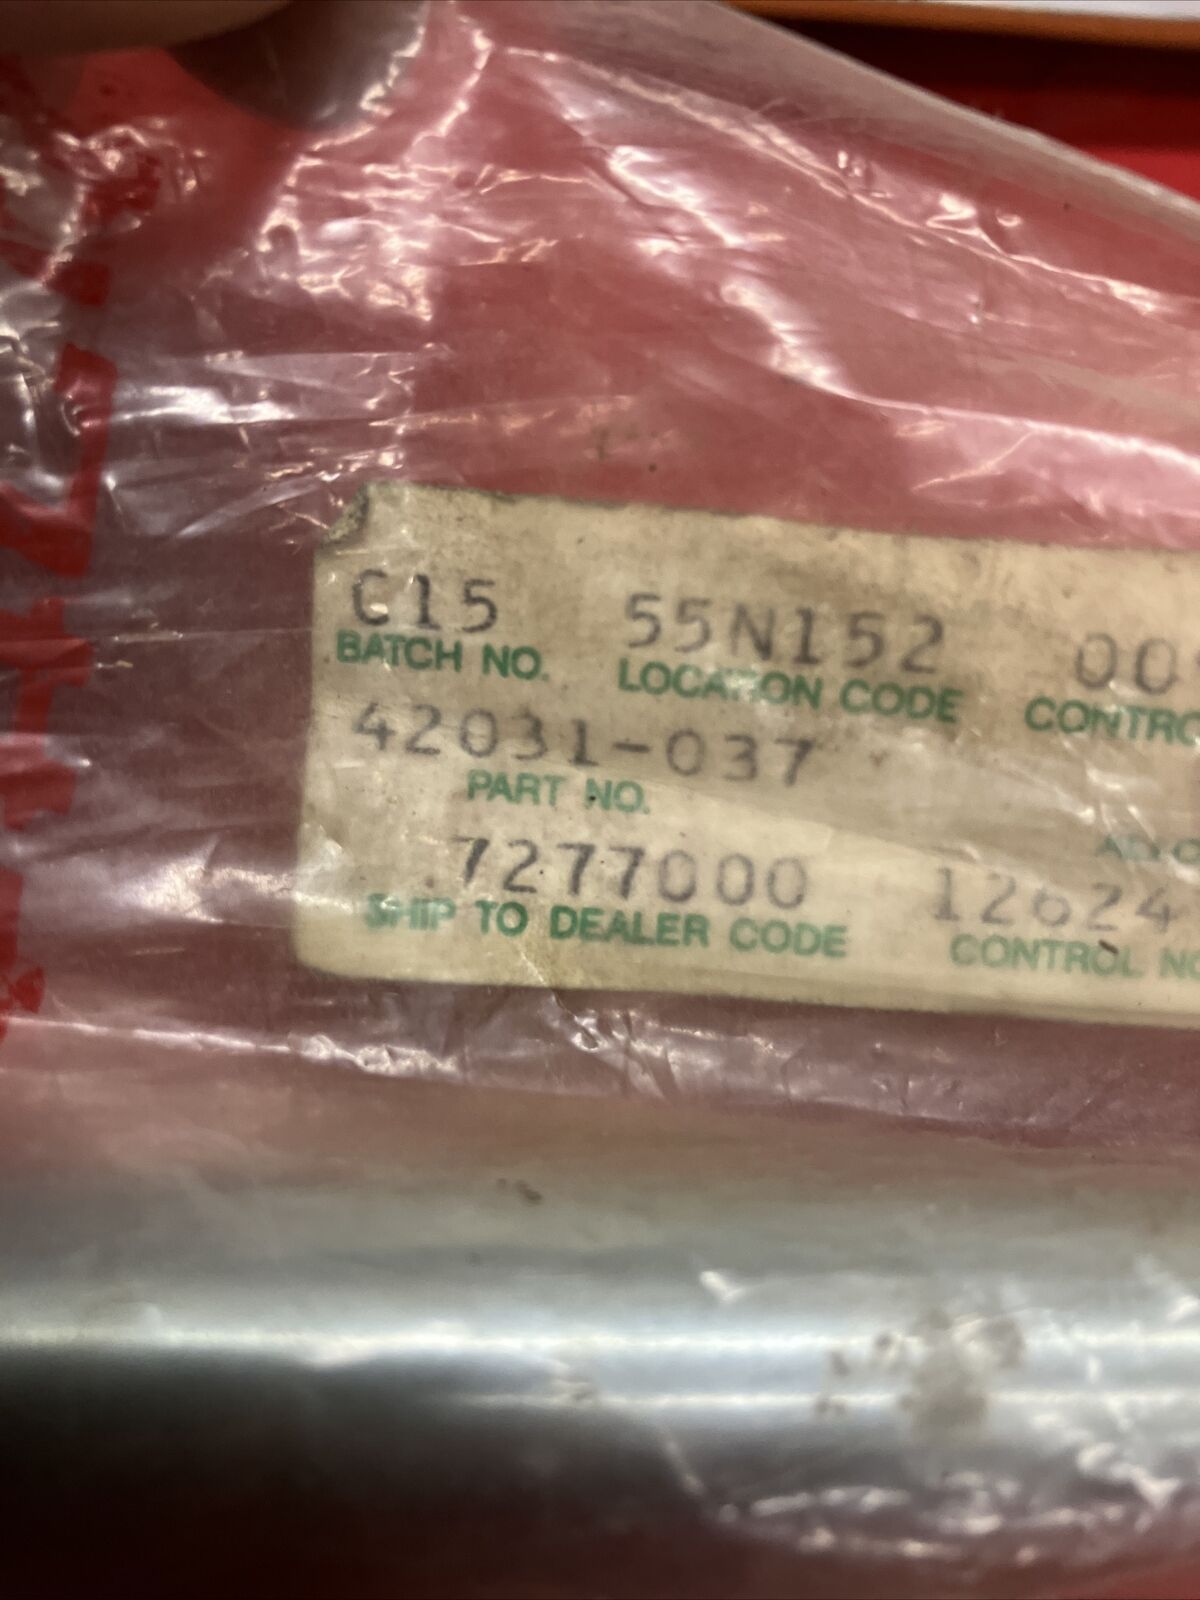 C15 55N152 00
BATCH NO. LOCATION CODE CONTRO
42031-037
PART NO.
7277000 12624
SHIP TO DEALER CODE CONTROL NO